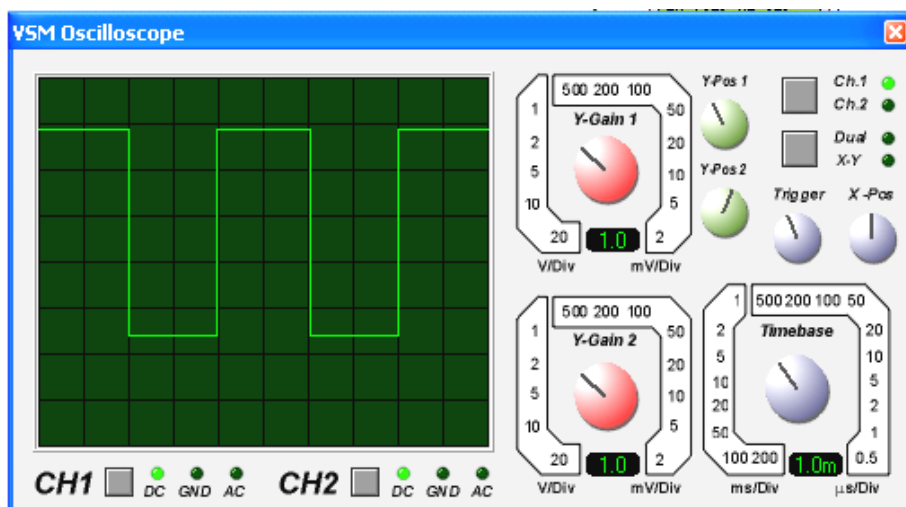 VSM Oscilloscope
500 200 100
1
2
5
10
20
50
20
10
5
2
Y-Gain 1
1.0
V/Div
mV/Div
Y-Pos 1
Y-Pos 2
Ch.1
Ch.2
Dual
X-Y
Trigger
X-Pos
500 200 100
1
2
5
10
20
50
20
10
5
2
Y-Gain 2
1.0
V/Div
mV/Div
1
500 200 100 50
2
5
10
20
50
100 200
20
10
5
2
1
0.5
Timebase
1.0m
ms/Div
µs/Div
CH1
DC
GND
AC
CH2
DC
GND
AC